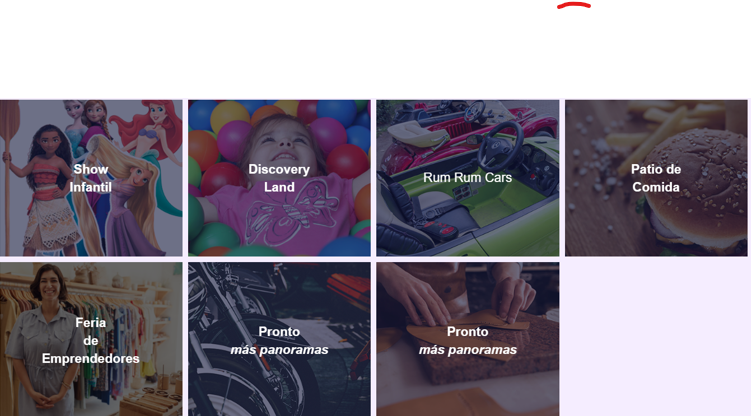 Show
Infantil
Discovery
Land
Rum Rum Cars
Patio de
Comida
Feria
de
Emprendedores
Pronto
más panoramas
Pronto
más panoramas